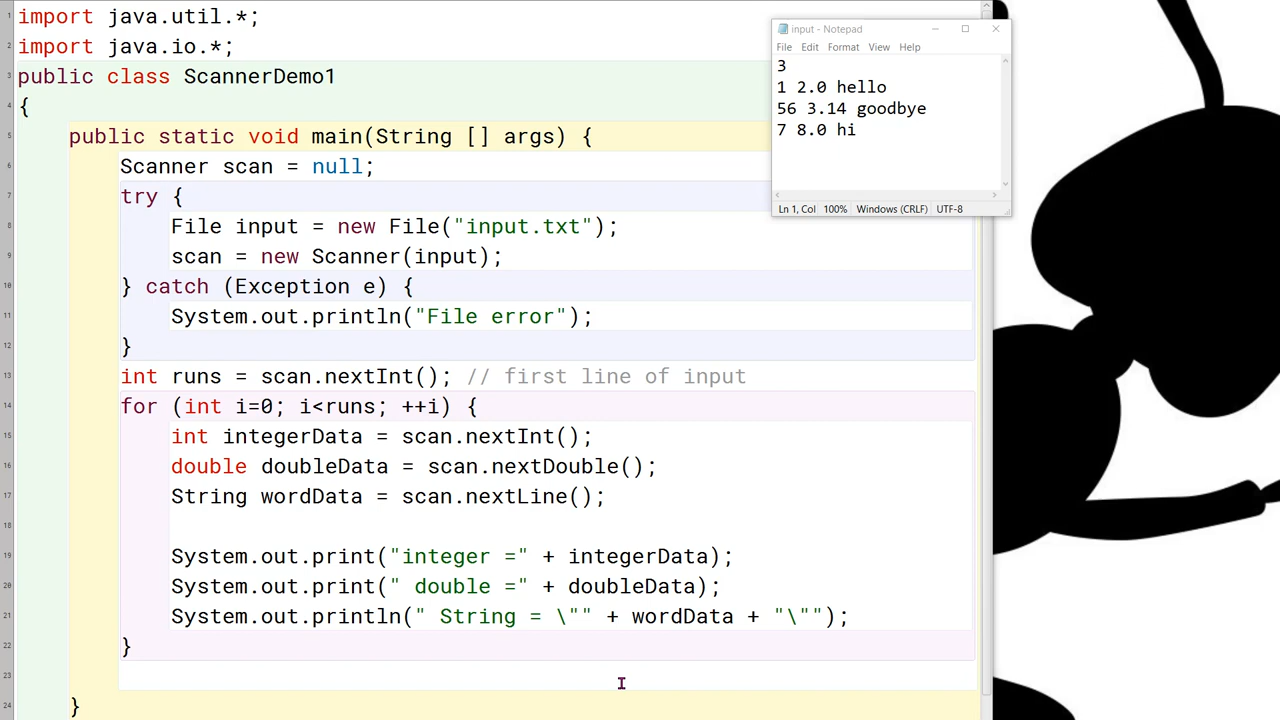 1 import java.util.*;
2 import java.io.*;
3 public class ScannerDemo1
4 {
5 public static void main(String [] args) {
6 Scanner scan = null;
7 try {
8 File input = new File("input.txt");
9 scan = new Scanner(input);
10 } catch (Exception e) {
11 System.out.println("File error");
12 }
13 int runs = scan.nextInt(); // first line of input
14 for (int i=0; i<runs; ++i) {
15 int integerData = scan.nextInt();
16 double doubleData = scan.nextDouble();
17 String wordData = scan.nextLine();
18
19 System.out.print("integer =" + integerData);
20 System.out.print(" double =" + doubleData);
21 System.out.println(" String = \"" + wordData + "\"");
22 }
23
24 }
input - Notepad
File Edit Format View Help
3
1 2.0 hello
56 3.14 goodbye
7 8.0 hi
Ln 1, Col 100% Windows (CRLF) UTF-8